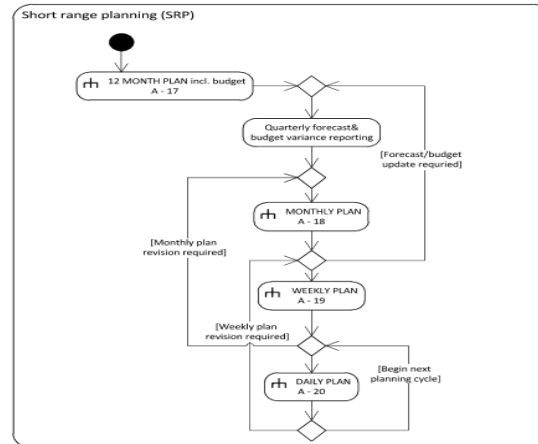 Short range planning (SRP)
12 MONTH PLAN incl. budget
A - 17
Quarterly forecast&
budget variance reporting
[Forecast/budget
update requried]
MONTHLY PLAN
A - 18
[Monthly plan
revision required]
WEEKLY PLAN
A - 19
[Weekly plan
revision required]
[Begin next
planning cycle]
DAILY PLAN
A - 20